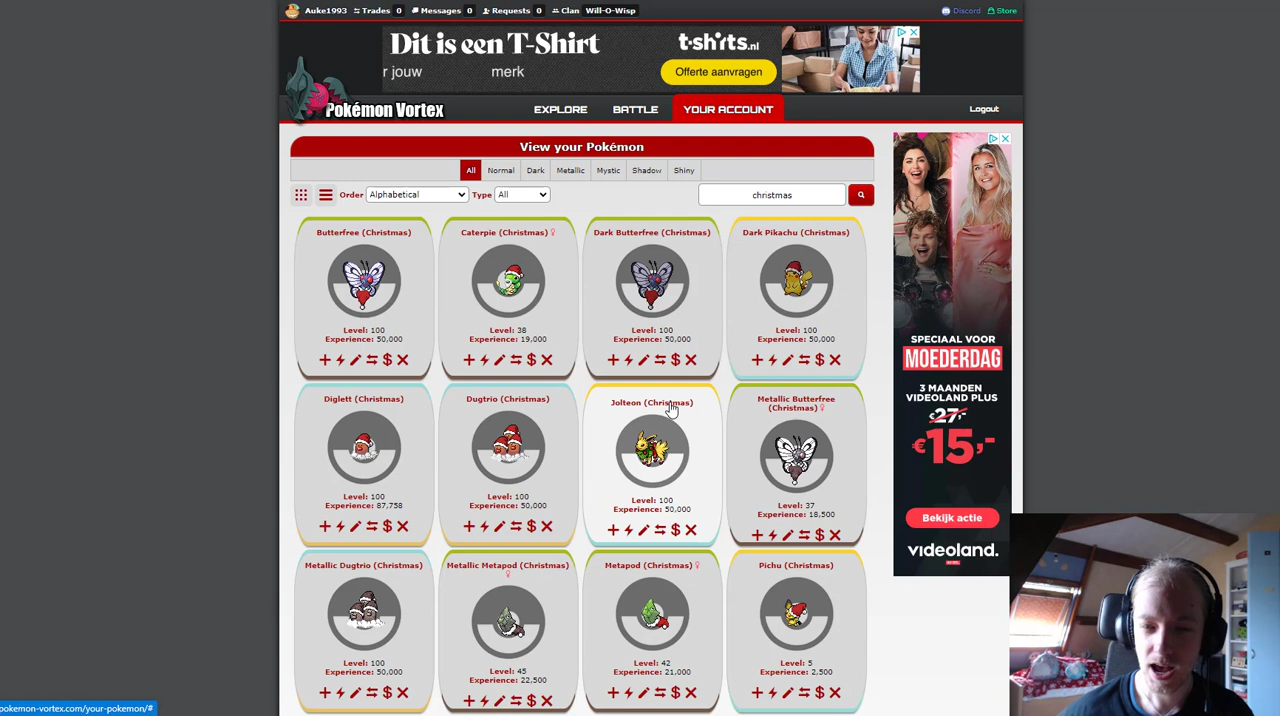 Auke1993 Trades 0 Messages 0 Requests 0 Clan Will-O-Wisp Discord Store
Dit is een T-Shirt
r jouw merk
t-shirts.nl
Offerte aanvragen
Pokémon Vortex
EXPLORE BATTLE YOUR ACCOUNT Logout
View your Pokémon
All Normal Dark Metallic Mystic Shadow Shiny
Order Alphabetical Type All christmas
Butterfree (Christmas) Caterpie (Christmas) ♀ Dark Butterfree (Christmas) Dark Pikachu (Christmas)
Level: 100 Level: 38 Level: 100 Level: 100
Experience: 50,000 Experience: 19,000 Experience: 50,000 Experience: 50,000
Diglett (Christmas) Dugtrio (Christmas) Jolteon (Christmas) Metallic Butterfree
(Christmas) ♀
Level: 100 Level: 100 Level: 100 Level: 37
Experience: 87,758 Experience: 50,000 Experience: 50,000 Experience: 18,500
Metallic Dugtrio (Christmas) Metallic Metapod (Christmas) Metapod (Christmas) ♀ Pichu (Christmas)
♀
Level: 100 Level: 45 Level: 42 Level: 5
Experience: 50,000 Experience: 22,500 Experience: 21,000 Experience: 2,500
SPECIAAL VOOR
MOEDERDAG
3 MAANDEN
VIDEOLAND PLUS
€27,-
€15,-
Bekijk actie
videoland.
pokemon-vortex.com/your-pokemon/#